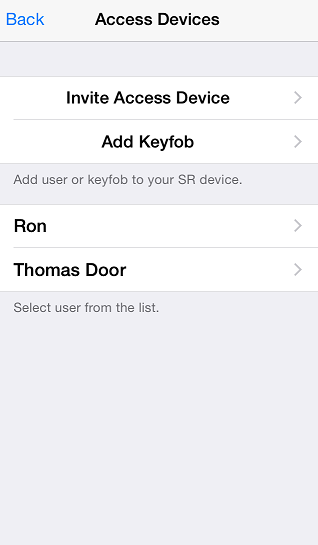 Back Access Devices
Invite Access Device
Add Keyfob
Add user or keyfob to your SR device.
Ron
Thomas Door
Select user from the list.